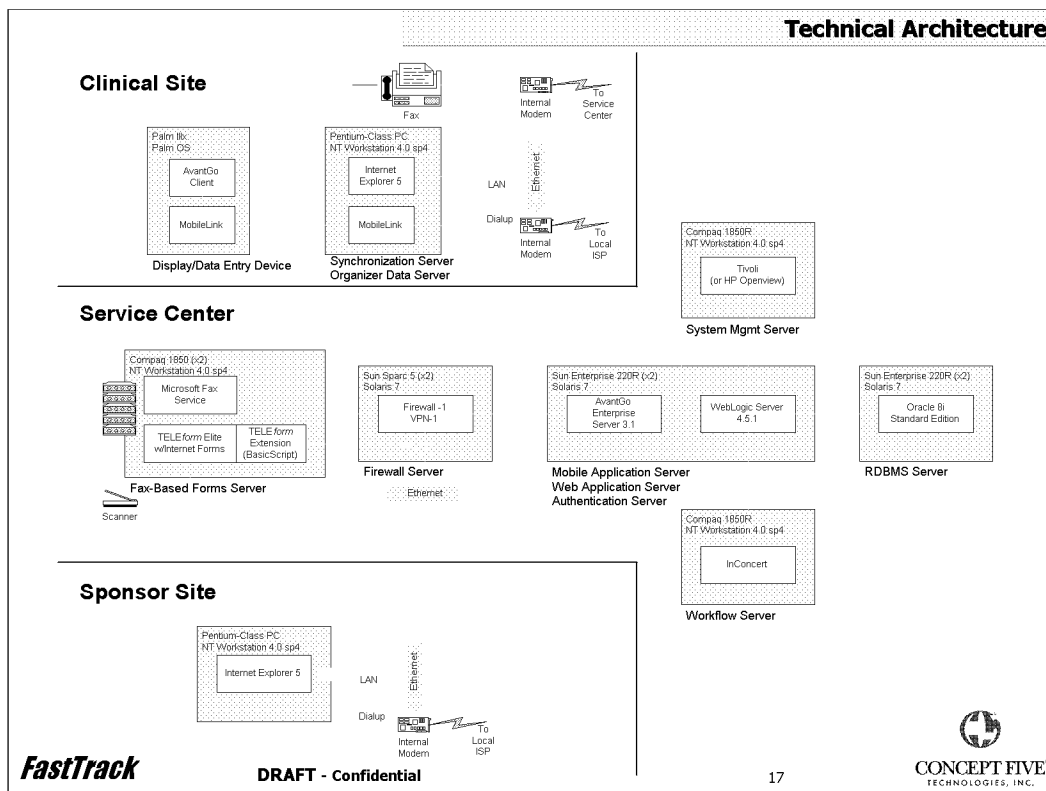 Technical Architecture
Clinical Site
Fax
Internal
Modem
To
Service
Center
Palm IIIx
Palm OS
AvantGo
Client
MobileLink
Display/Data Entry Device
Pentium-Class PC
NT Workstation 4.0 sp4
Internet
Explorer 5
MobileLink
Synchronization Server
Organizer Data Server
LAN
Ethernet
Dialup
Internal
Modem
To
Local
ISP
Compaq 1850R
NT Workstation 4.0 sp4
Tivoli
(or HP Openview)
System Mgmt Server
Service Center
Compaq 1850 (x2)
NT Workstation 4.0 sp4
Microsoft Fax
Service
TELEform Elite
w/Internet Forms
TELEform
Extension
(BasicScript)
Fax-Based Forms Server
Scanner
Sun Sparc 5 (x2)
Solaris 7
Firewall -1
VPN-1
Firewall Server
Ethernet
Sun Enterprise 220R (x2)
Solaris 7
AvantGo
Enterprise
Server 3.1
WebLogic Server
4.5.1
Mobile Application Server
Web Application Server
Authentication Server
Sun Enterprise 220R (x2)
Solaris 7
Oracle 8i
Standard Edition
RDBMS Server
Compaq 1850R
NT Workstation 4.0 sp4
InConcert
Workflow Server
Sponsor Site
Pentium-Class PC
NT Workstation 4.0 sp4
Internet Explorer 5
LAN
Ethernet
Dialup
Internal
Modem
To
Local
ISP
FastTrack
DRAFT - Confidential
17
CONCEPT FIVE
TECHNOLOGIES, INC.